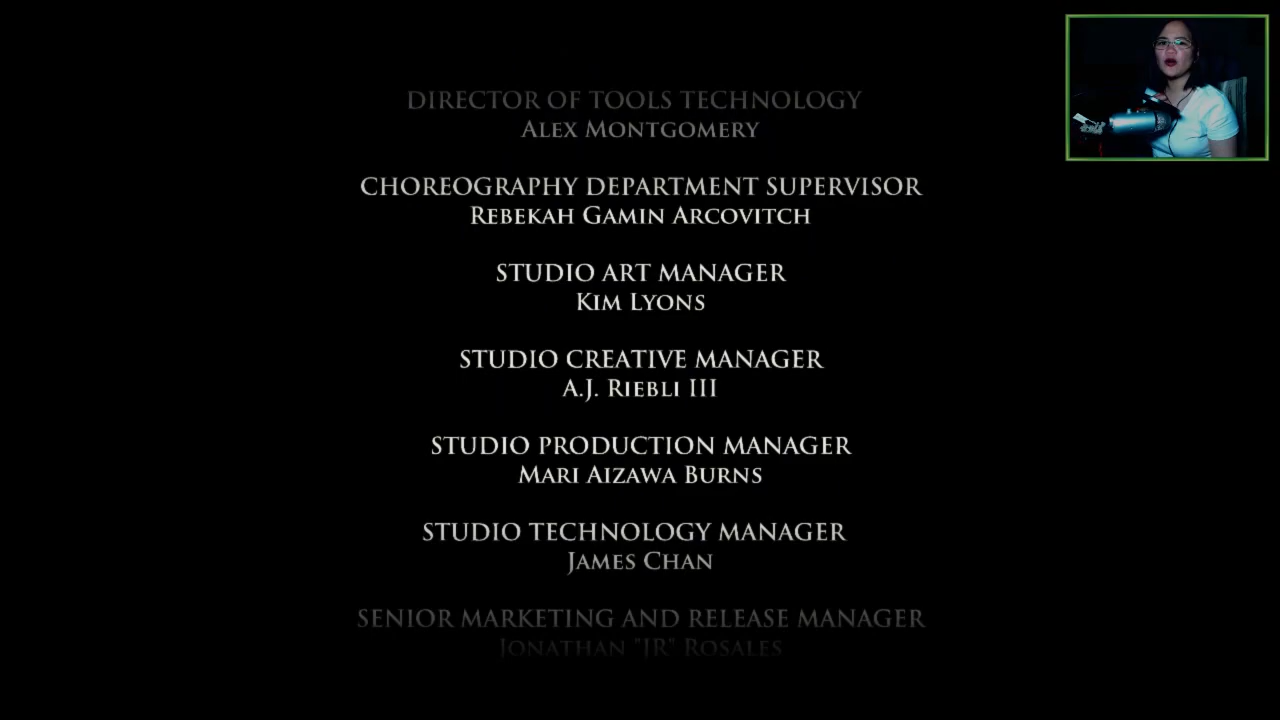 DIRECTOR OF TOOLS TECHNOLOGY
ALEX MONTGOMERY
CHOREOGRAPHY DEPARTMENT SUPERVISOR
REBEKAH GAMIN ARCOVITCH
STUDIO ART MANAGER
KIM LYONS
STUDIO CREATIVE MANAGER
A.J. RIEBLI III
STUDIO PRODUCTION MANAGER
MARI AIZAWA BURNS
STUDIO TECHNOLOGY MANAGER
JAMES CHAN
SENIOR MARKETING AND RELEASE MANAGER
JONATHAN "JR" ROSALES